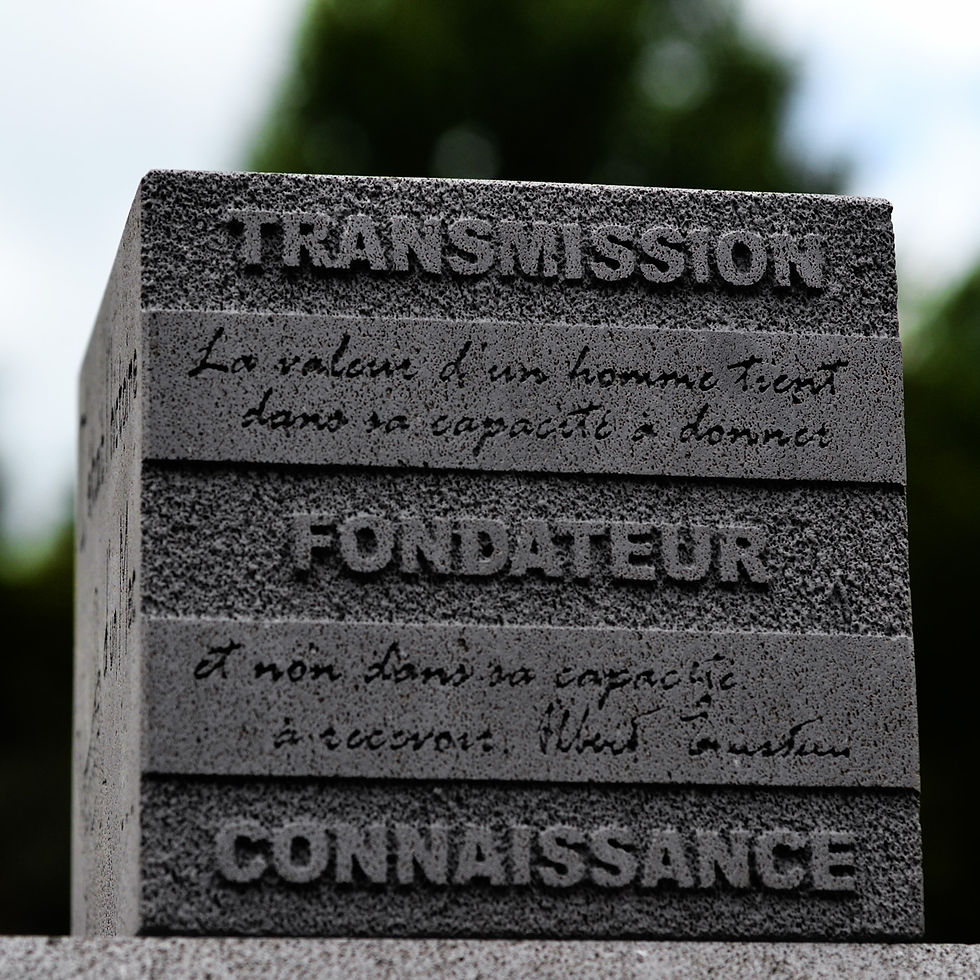 TRANSMISSION
La valeur d'un homme tient
dans sa capacité à donner
FONDATEUR
et non dans sa capacité
à recevoir Albert Einstein
CONNAISSANCE